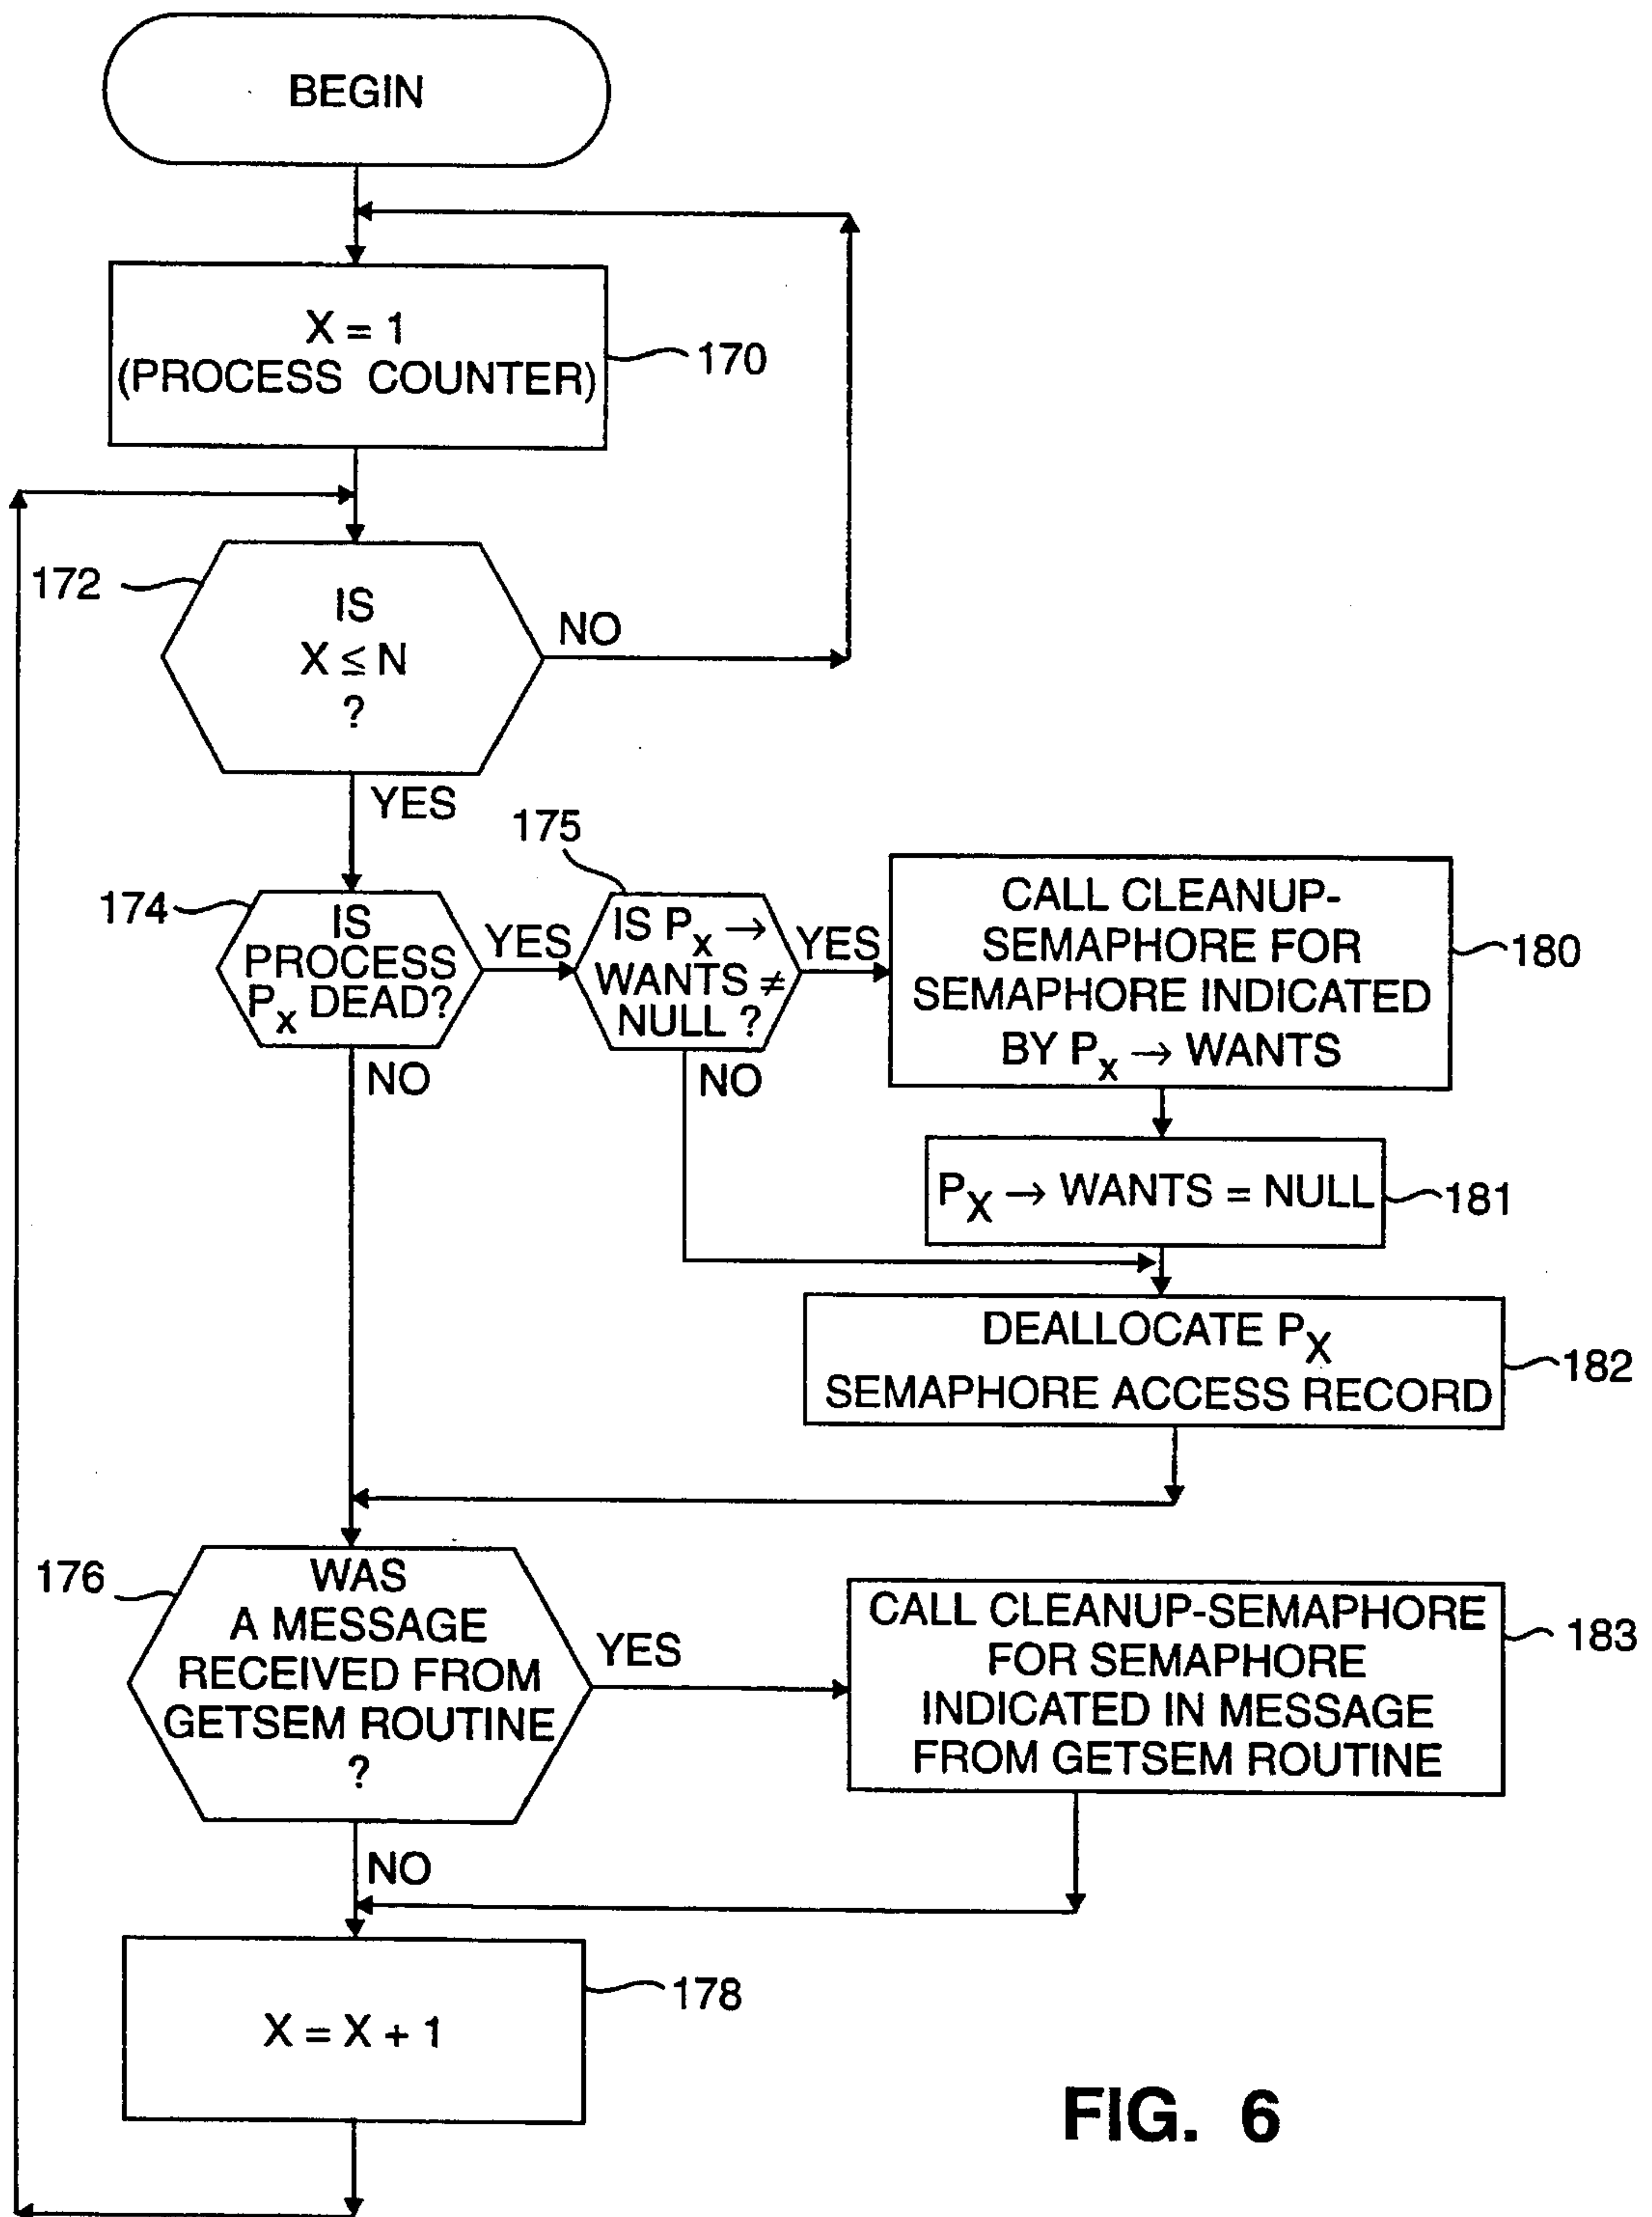 BEGIN
X = 1
(PROCESS COUNTER)
170
172
IS
X ≤ N
?
NO
YES
174
IS
PROCESS
Px DEAD?
YES
NO
175
IS Px →
WANTS ≠
NULL ?
YES
NO
CALL CLEANUP-
SEMAPHORE FOR
SEMAPHORE INDICATED
BY Px → WANTS
180
PX → WANTS = NULL
181
DEALLOCATE PX
SEMAPHORE ACCESS RECORD
182
176
WAS
A MESSAGE
RECEIVED FROM
GETSEM ROUTINE
?
YES
NO
CALL CLEANUP-SEMAPHORE
FOR SEMAPHORE
INDICATED IN MESSAGE
FROM GETSEM ROUTINE
183
X = X + 1
178
FIG. 6